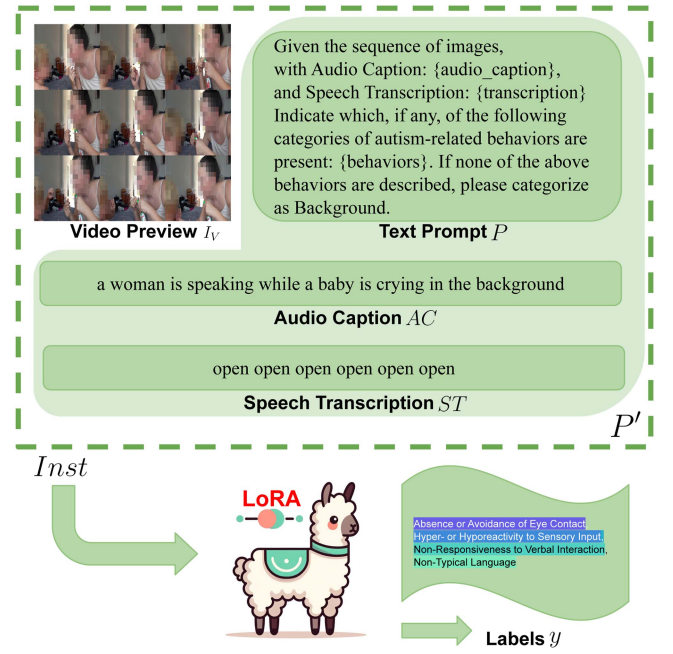 Given the sequence of images,
with Audio Caption: {audio_caption},
and Speech Transcription: {transcription}
Indicate which, if any, of the following
categories of autism-related behaviors are
present: {behaviors}. If none of the above
behaviors are described, please categorize
as Background.
Video Preview I_V
Text Prompt P
a woman is speaking while a baby is crying in the background
Audio Caption AC
open open open open open open
Speech Transcription ST
P′
Inst
LoRA
Absence or Avoidance of Eye Contact
Hyper- or Hyporeactivity to Sensory Input,
Non-Responsiveness to Verbal Interaction,
Non-Typical Language
Labels y